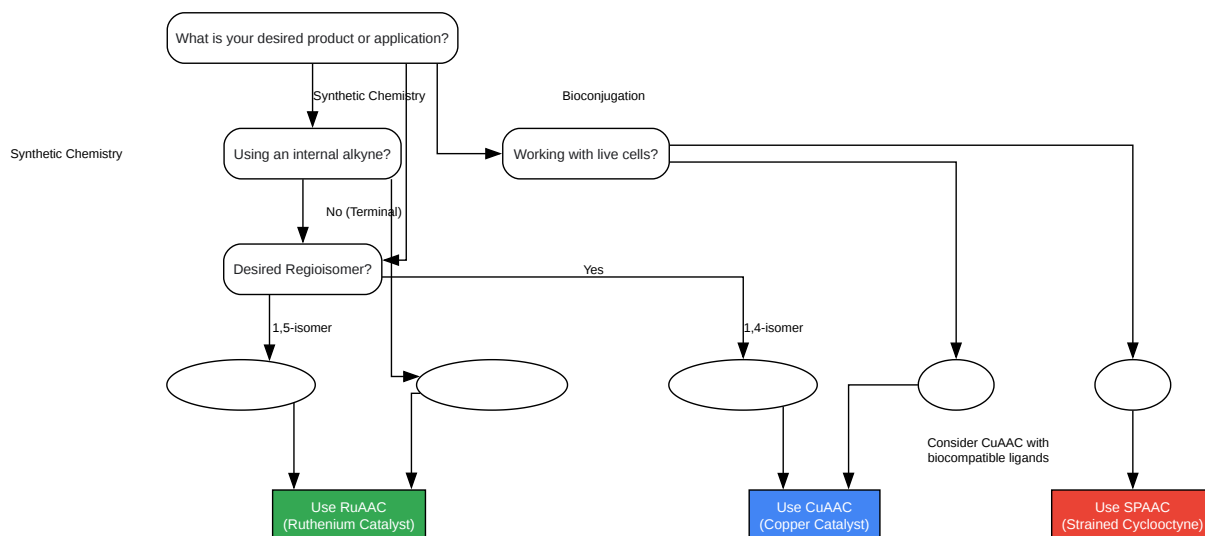 What is your desired product or application?
Synthetic Chemistry
Bioconjugation
Synthetic Chemistry
Using an internal alkyne?
Working with live cells?
No (Terminal)
Desired Regioisomer?
Yes
1,5-isomer
1,4-isomer
Consider CuAAC with
biocompatible ligands
Use RuAAC
(Ruthenium Catalyst)
Use CuAAC
(Copper Catalyst)
Use SPAAC
(Strained Cyclooctyne)